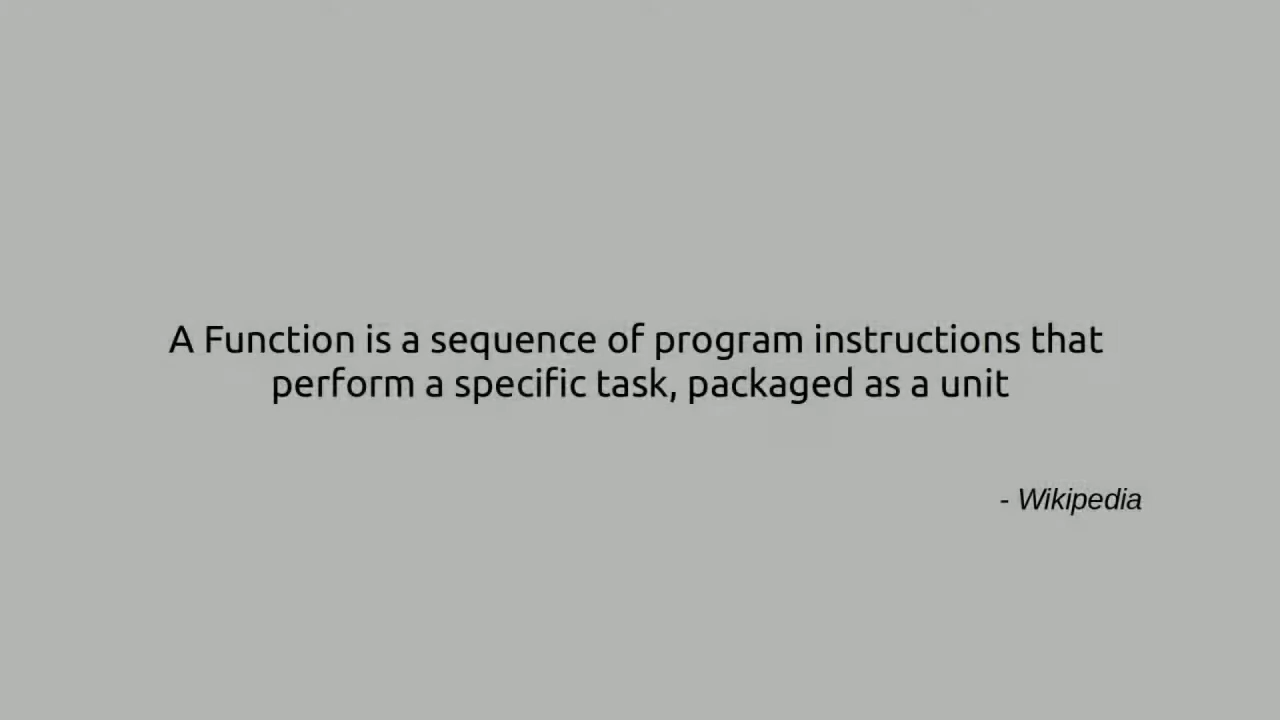 A Function is a sequence of program instructions that
perform a specific task, packaged as a unit
- Wikipedia